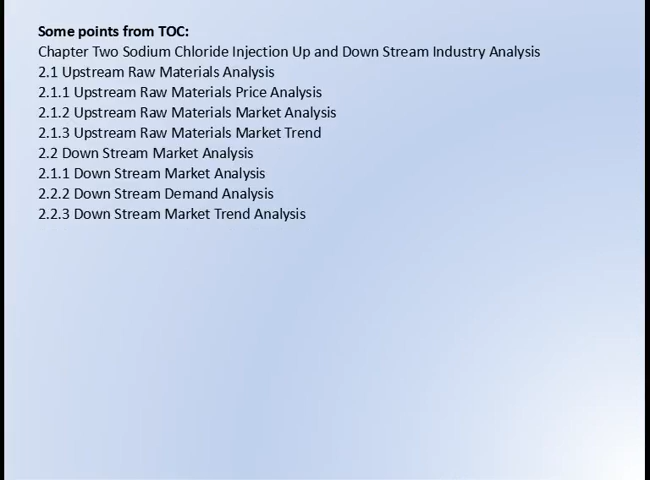 Some points from TOC:
Chapter Two Sodium Chloride Injection Up and Down Stream Industry Analysis
2.1 Upstream Raw Materials Analysis
2.1.1 Upstream Raw Materials Price Analysis
2.1.2 Upstream Raw Materials Market Analysis
2.1.3 Upstream Raw Materials Market Trend
2.2 Down Stream Market Analysis
2.1.1 Down Stream Market Analysis
2.2.2 Down Stream Demand Analysis
2.2.3 Down Stream Market Trend Analysis